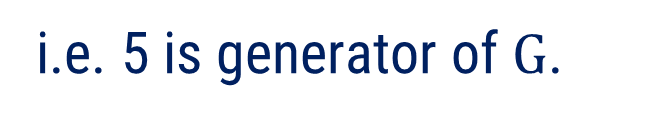 i.e. 5 is generator of G.